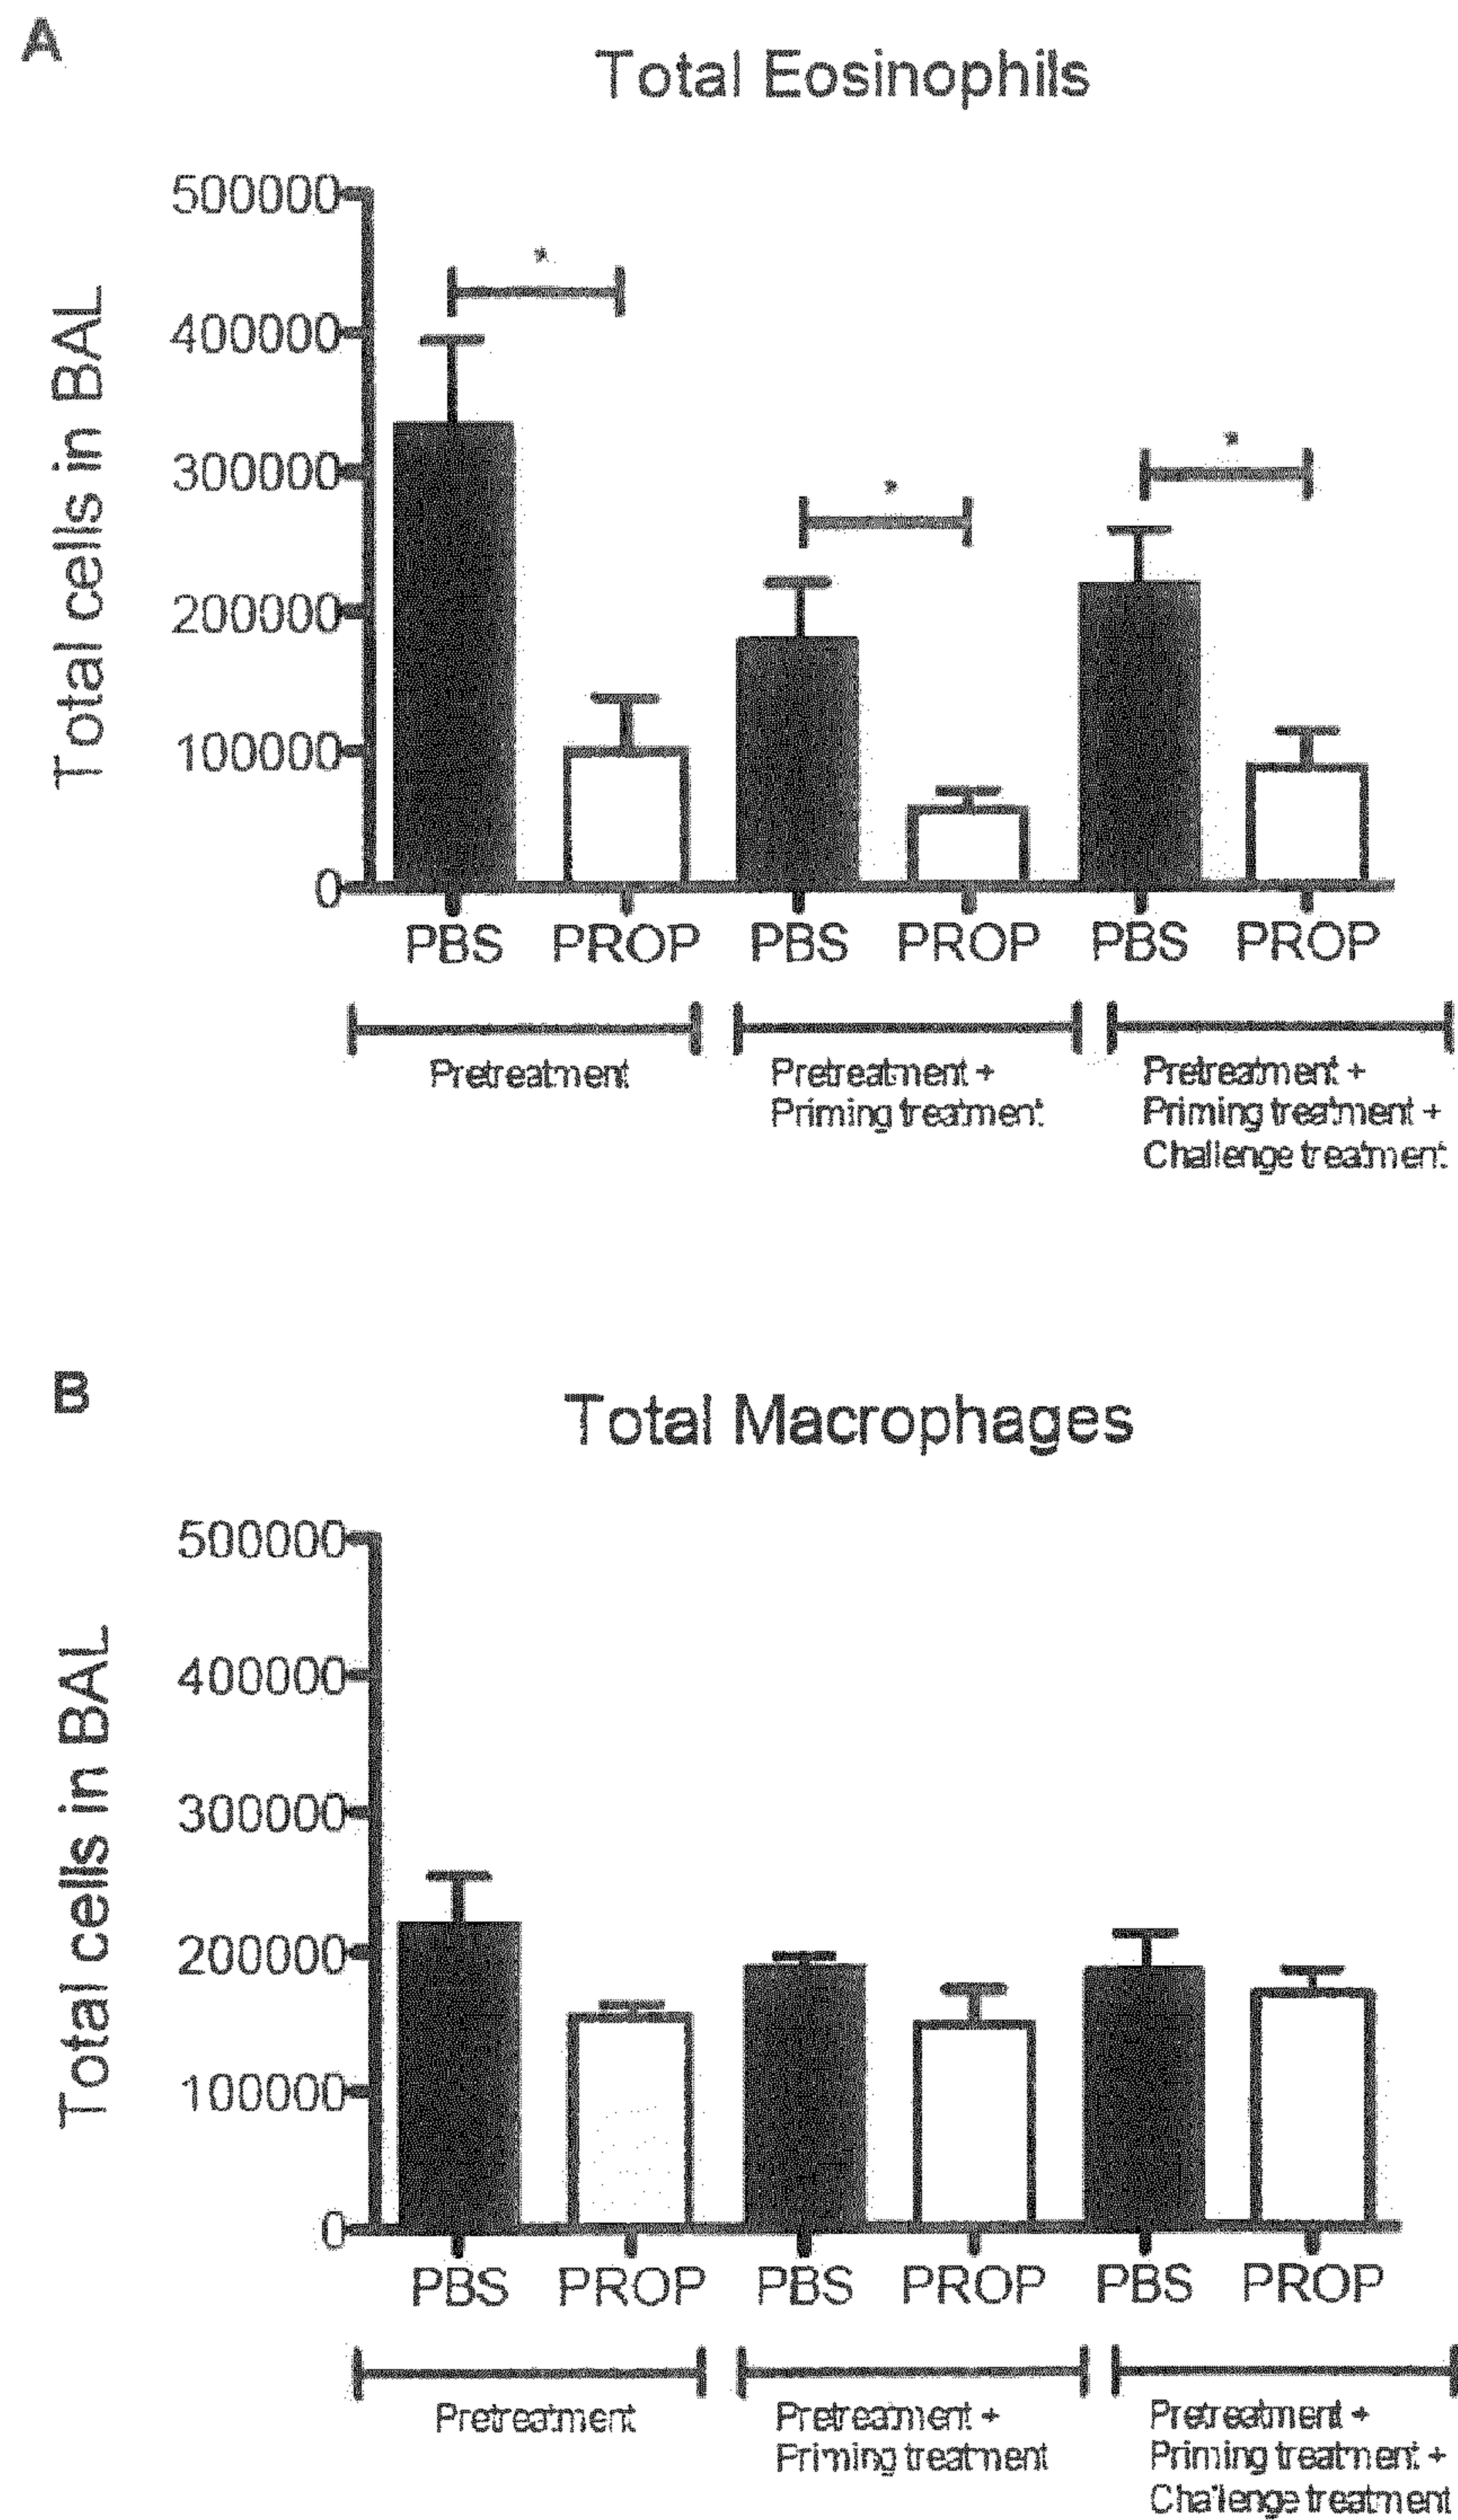 A
Total Eosinophils
Total cells in BAL
500000
400000
300000
200000
100000
0
*
*
*
PBS PROP PBS PROP PBS PROP
Pretreatment
Pretreatment +
Priming treatment
Pretreatment +
Priming treatment +
Challenge treatment
B
Total Macrophages
Total cells in BAL
500000
400000
300000
200000
100000
0
PBS PROP PBS PROP PBS PROP
Pretreatment
Pretreatment +
Priming treatment
Pretreatment +
Priming treatment +
Challenge treatment